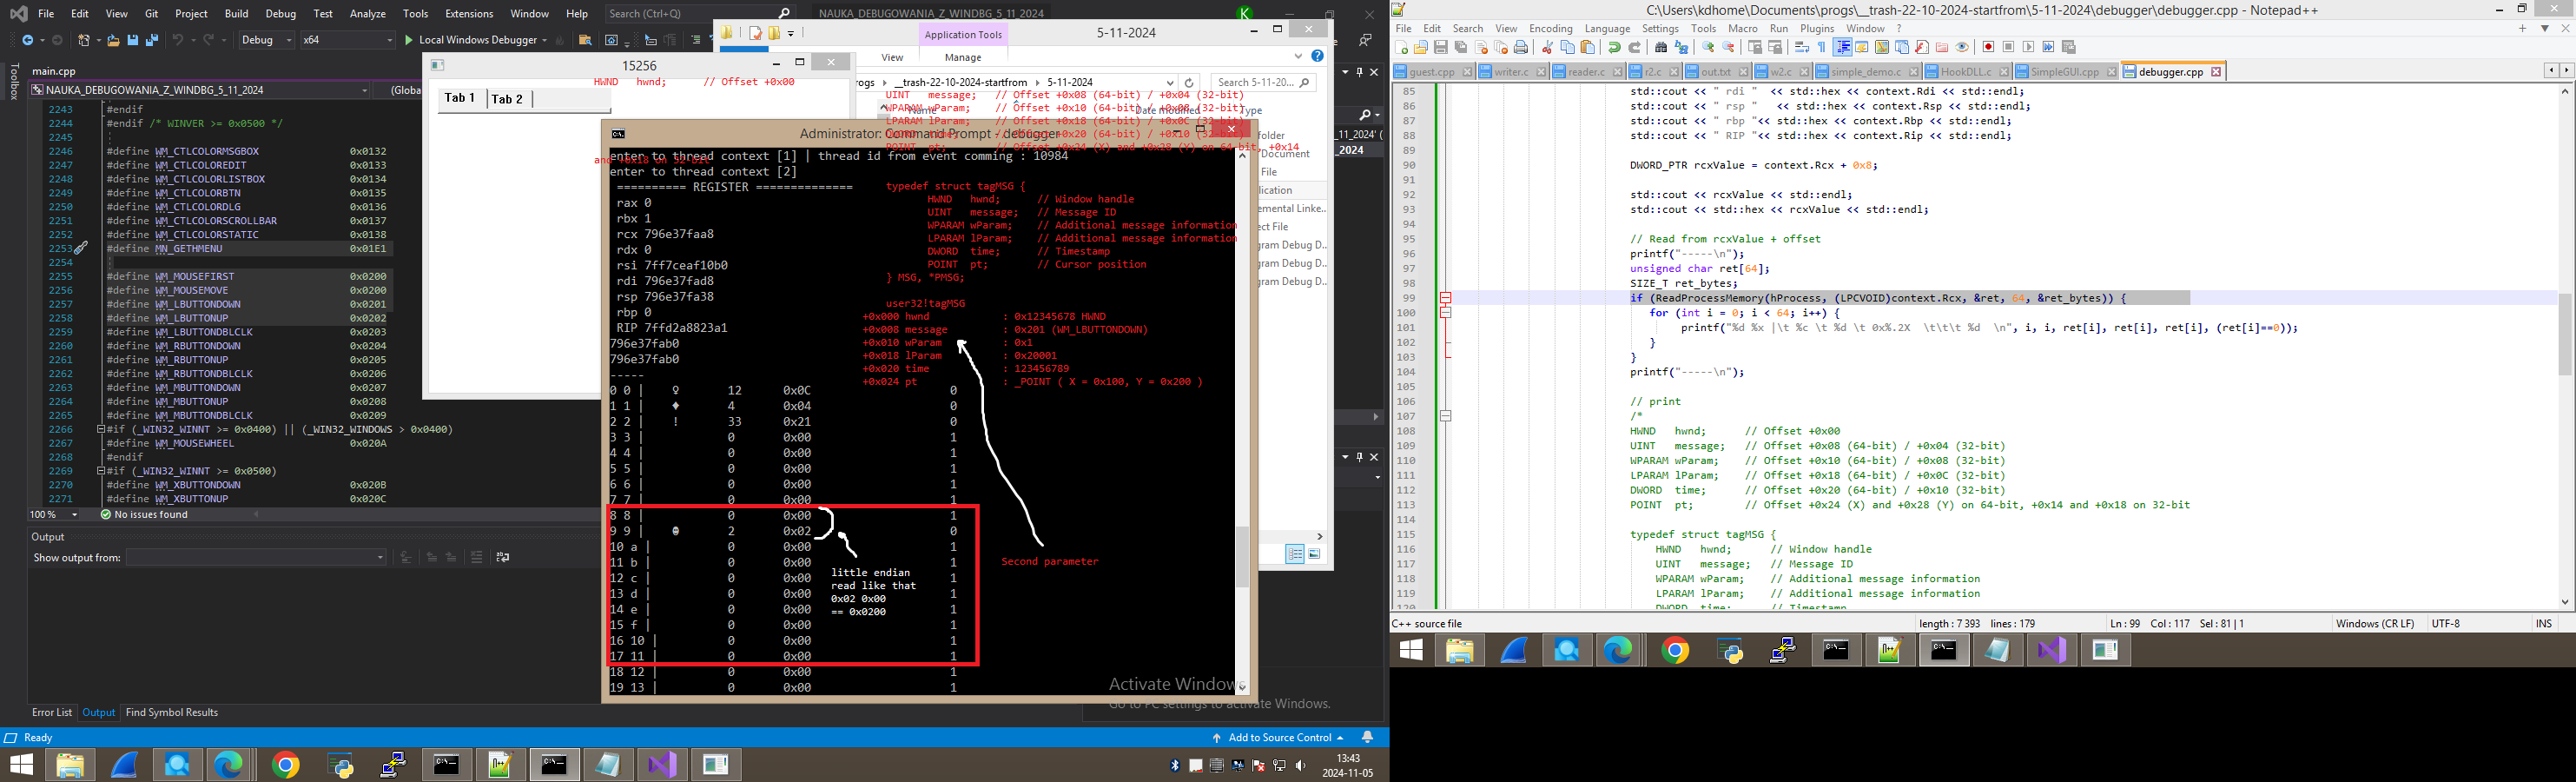 File Edit View Git Project Build Debug Test Analyze Tools Extensions Window Help Search (Ctrl+Q) NAUKA_DEBUGOWANIA_Z_WINDBG_5_11_2024 K
Debug x64 Local Windows Debugger
Toolbox
main.cpp
NAUKA_DEBUGOWANIA_Z_WINDBG_5_11_2024 (Globa
2243 #endif
2244 #endif /* WINVER >= 0x0500 */
2245
2246 #define WM_CTLCOLORMSGBOX 0x0132
2247 #define WM_CTLCOLOREDIT 0x0133
2248 #define WM_CTLCOLORLISTBOX 0x0134
2249 #define WM_CTLCOLORBTN 0x0135
2250 #define WM_CTLCOLORDLG 0x0136
2251 #define WM_CTLCOLORSCROLLBAR 0x0137
2252 #define WM_CTLCOLORSTATIC 0x0138
2253 #define MN_GETHMENU 0x01E1
2254
2255 #define WM_MOUSEFIRST 0x0200
2256 #define WM_MOUSEMOVE 0x0200
2257 #define WM_LBUTTONDOWN 0x0201
2258 #define WM_LBUTTONUP 0x0202
2259 #define WM_LBUTTONDBLCLK 0x0203
2260 #define WM_RBUTTONDOWN 0x0204
2261 #define WM_RBUTTONUP 0x0205
2262 #define WM_RBUTTONDBLCLK 0x0206
2263 #define WM_MBUTTONDOWN 0x0207
2264 #define WM_MBUTTONUP 0x0208
2265 #define WM_MBUTTONDBLCLK 0x0209
2266 #if (_WIN32_WINNT >= 0x0400) || (_WIN32_WINDOWS > 0x0400)
2267 #define WM_MOUSEWHEEL 0x020A
2268 #endif
2269 #if (_WIN32_WINNT >= 0x0500)
2270 #define WM_XBUTTONDOWN 0x020B
2271 #define WM_XBUTTONUP 0x020C
100 % No issues found
Output
Show output from:
Error List Output Find Symbol Results
Ready
Add to Source Control
13:43
2024-11-05
15256
Tab 1 Tab 2
Application Tools 5-11-2024
View Manage
rogs __trash-22-10-2024-startfrom 5-11-2024 Search 5-11-20...
Name Date modified Type
folder
Document
File
lication
emental Linke...
ect File
gram Debug D...
gram Debug D...
gram Debug D...
_11_2024' (
_2024
HWND hwnd; // Offset +0x00
UINT message; // Offset +0x08 (64-bit) / +0x04 (32-bit)
WPARAM wParam; // Offset +0x10 (64-bit) / +0x08 (32-bit)
LPARAM lParam; // Offset +0x18 (64-bit) / +0x0C (32-bit)
DWORD time; // Offset +0x20 (64-bit) / +0x10 (32-bit)
POINT pt; // Offset +0x24 (X) and +0x28 (Y) on 64-bit, +0x14
and +0x18 on 32-bit
Administrator: Command Prompt - debugger
enter to thread context [1] | thread id from event comming : 10984
enter to thread context [2]
========== REGISTER ==============
rax 0
rbx 1
rcx 796e37faa8
rdx 0
rsi 7ff7ceaf10b0
rdi 796e37fad8
rsp 796e37fa38
rbp 0
RIP 7ffd2a8823a1
796e37fab0
796e37fab0
-----
0 0 | ♀ 12 0x0C 0
1 1 | ♦ 4 0x04 0
2 2 | ! 33 0x21 0
3 3 | 0 0x00 1
4 4 | 0 0x00 1
5 5 | 0 0x00 1
6 6 | 0 0x00 1
7 7 | 0 0x00 1
8 8 | 0 0x00 1
9 9 | ☻ 2 0x02 0
10 a | 0 0x00 1
11 b | 0 0x00 1
12 c | 0 0x00 1
13 d | 0 0x00 1
14 e | 0 0x00 1
15 f | 0 0x00 1
16 10 | 0 0x00 1
17 11 | 0 0x00 1
18 12 | 0 0x00 1
19 13 | 0 0x00 1
typedef struct tagMSG {
HWND hwnd; // Window handle
UINT message; // Message ID
WPARAM wParam; // Additional message information
LPARAM lParam; // Additional message information
DWORD time; // Timestamp
POINT pt; // Cursor position
} MSG, *PMSG;
user32!tagMSG
+0x000 hwnd : 0x12345678 HWND
+0x008 message : 0x201 (WM_LBUTTONDOWN)
+0x010 wParam : 0x1
+0x018 lParam : 0x20001
+0x020 time : 123456789
+0x024 pt : _POINT ( X = 0x100, Y = 0x200 )
Second parameter
little endian
read like that
0x02 0x00
== 0x0200
Activate Windows
Go to PC settings to activate Windows.
C:\Users\kdhome\Documents\progs\__trash-22-10-2024-startfrom\5-11-2024\debugger\debugger.cpp - Notepad++
File Edit Search View Encoding Language Settings Tools Macro Run Plugins Window ?
guest.cpp writer.c reader.c r2.c out.txt w2.c simple_demo.c HookDLL.c SimpleGUI.cpp debugger.cpp
85 std::cout << " rdi " << std::hex << context.Rdi << std::endl;
86 std::cout << " rsp " << std::hex << context.Rsp << std::endl;
87 std::cout << " rbp "<< std::hex << context.Rbp << std::endl;
88 std::cout << " RIP "<< std::hex << context.Rip << std::endl;
89
90 DWORD_PTR rcxValue = context.Rcx + 0x8;
91
92 std::cout << rcxValue << std::endl;
93 std::cout << std::hex << rcxValue << std::endl;
94
95 // Read from rcxValue + offset
96 printf("-----\n");
97 unsigned char ret[64];
98 SIZE_T ret_bytes;
99 if (ReadProcessMemory(hProcess, (LPCVOID)context.Rcx, &ret, 64, &ret_bytes)) {
100 for (int i = 0; i < 64; i++) {
101 printf("%d %x |\t %c \t %d \t 0x%.2X \t\t\t %d \n", i, i, ret[i], ret[i], ret[i], (ret[i]==0));
102 }
103 }
104 printf("-----\n");
105
106 // print
107 /*
108 HWND hwnd; // Offset +0x00
109 UINT message; // Offset +0x08 (64-bit) / +0x04 (32-bit)
110 WPARAM wParam; // Offset +0x10 (64-bit) / +0x08 (32-bit)
111 LPARAM lParam; // Offset +0x18 (64-bit) / +0x0C (32-bit)
112 DWORD time; // Offset +0x20 (64-bit) / +0x10 (32-bit)
113 POINT pt; // Offset +0x24 (X) and +0x28 (Y) on 64-bit, +0x14 and +0x18 on 32-bit
114
115 typedef struct tagMSG {
116 HWND hwnd; // Window handle
117 UINT message; // Message ID
118 WPARAM wParam; // Additional message information
119 LPARAM lParam; // Additional message information
120 DWORD time; // Timestamp
C++ source file length : 7 393 lines : 179 Ln : 99 Col : 117 Sel : 81 | 1 Windows (CR LF) UTF-8 INS